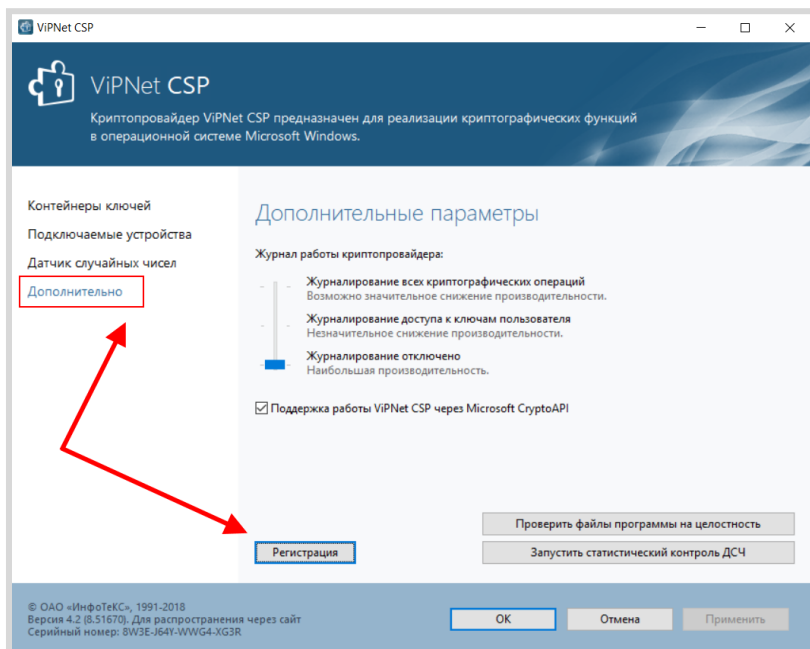 ViPNet CSP
ViPNet CSP
Криптопровайдер ViPNet CSP предназначен для реализации криптографических функций
в операционной системе Microsoft Windows.
Контейнеры ключей
Подключаемые устройства
Датчик случайных чисел
Дополнительно
Дополнительные параметры
Журнал работы криптопровайдера:
Журналирование всех криптографических операций
Возможно значительное снижение производительности.
Журналирование доступа к ключам пользователя
Незначительное снижение производительности.
Журналирование отключено
Наибольшая производительность.
Поддержка работы ViPNet CSP через Microsoft CryptoAPI
Проверить файлы программы на целостность
Регистрация
Запустить статистический контроль ДСЧ
© ОАО «ИнфоТеКС», 1991-2018
Версия 4.2 (8.51670). Для распространения через сайт
Серийный номер: 8W3E-J64Y-WWG4-XG3R
ОК
Отмена
Применить